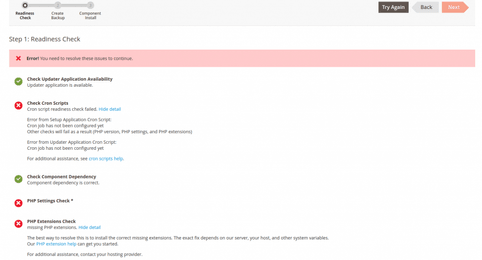 Readiness Check
Create Backup
Component Install
Try Again
Back
Next
Step 1: Readiness Check
Error! You need to resolve these issues to continue.
Check Updater Application Availability
Updater application is available.
Check Cron Scripts
Cron script readiness check failed. Hide detail
Error from Setup Application Cron Script:
Cron job has not been configured yet
Other checks will fail as a result (PHP version, PHP settings, and PHP extensions)
Error from Updater Application Cron Script:
Cron job has not been configured yet
For additional assistance, see cron scripts help.
Check Component Dependency
Component dependency is correct.
PHP Settings Check "
PHP Extensions Check
missing PHP extensions. Hide detail
The best way to resolve this is to install the correct missing extensions. The exact fix depends on our server, your host, and other system variables.
Our PHP extension help can get you started.
For additional assistance, contact your hosting provider.